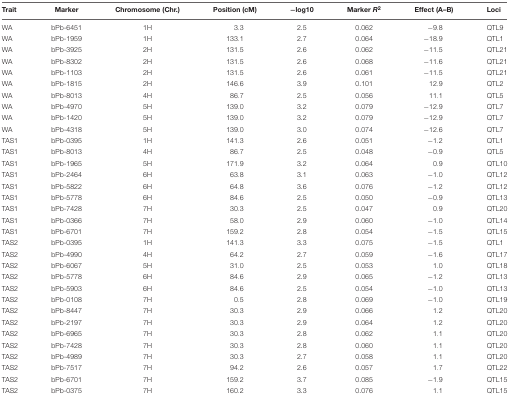 Trait Marker Chromosome (Chr.) Position (cM) −log10 Marker R² Effect (A–B) Loci
WA bPb-6451 1H 3.3 2.5 0.062 −9.8 QTL9
WA bPb-1959 1H 133.1 2.7 0.064 −18.9 QTL1
WA bPb-3925 2H 131.5 2.6 0.062 −11.5 QTL21
WA bPb-8302 2H 131.5 2.6 0.068 −11.6 QTL21
WA bPb-1103 2H 131.5 2.6 0.061 −11.5 QTL21
WA bPb-1815 2H 146.6 3.9 0.101 12.9 QTL2
WA bPb-8013 4H 86.7 2.5 0.056 11.1 QTL5
WA bPb-4970 5H 139.0 3.2 0.079 −12.9 QTL7
WA bPb-1420 5H 139.0 3.2 0.079 −12.9 QTL7
WA bPb-4318 5H 139.0 3.0 0.074 −12.6 QTL7
TAS1 bPb-0395 1H 141.3 2.6 0.051 −1.2 QTL1
TAS1 bPb-8013 4H 86.7 2.5 0.048 −0.9 QTL5
TAS1 bPb-1965 5H 171.9 3.2 0.064 0.9 QTL10
TAS1 bPb-2464 6H 63.8 3.1 0.063 −1.0 QTL12
TAS1 bPb-5822 6H 64.8 3.6 0.076 −1.2 QTL12
TAS1 bPb-5778 6H 84.6 2.5 0.050 −0.9 QTL13
TAS1 bPb-7428 7H 30.3 2.5 0.047 0.9 QTL20
TAS1 bPb-0366 7H 58.0 2.9 0.060 −1.0 QTL14
TAS1 bPb-6701 7H 159.2 2.8 0.054 −1.5 QTL15
TAS2 bPb-0395 1H 141.3 3.3 0.075 −1.5 QTL1
TAS2 bPb-4990 4H 64.2 2.7 0.059 −1.6 QTL17
TAS2 bPb-6067 5H 31.0 2.5 0.053 1.0 QTL18
TAS2 bPb-5778 6H 84.6 2.9 0.065 −1.2 QTL13
TAS2 bPb-5903 6H 84.6 2.5 0.054 −1.0 QTL13
TAS2 bPb-0108 7H 0.5 2.8 0.069 −1.0 QTL19
TAS2 bPb-8447 7H 30.3 2.9 0.066 1.2 QTL20
TAS2 bPb-2197 7H 30.3 2.9 0.064 1.2 QTL20
TAS2 bPb-6965 7H 30.3 2.8 0.062 1.1 QTL20
TAS2 bPb-7428 7H 30.3 2.8 0.060 1.1 QTL20
TAS2 bPb-4989 7H 30.3 2.7 0.058 1.1 QTL20
TAS2 bPb-7517 7H 94.2 2.6 0.057 1.7 QTL22
TAS2 bPb-6701 7H 159.2 3.7 0.085 −1.9 QTL15
TAS2 bPb-0375 7H 160.2 3.3 0.076 1.1 QTL15